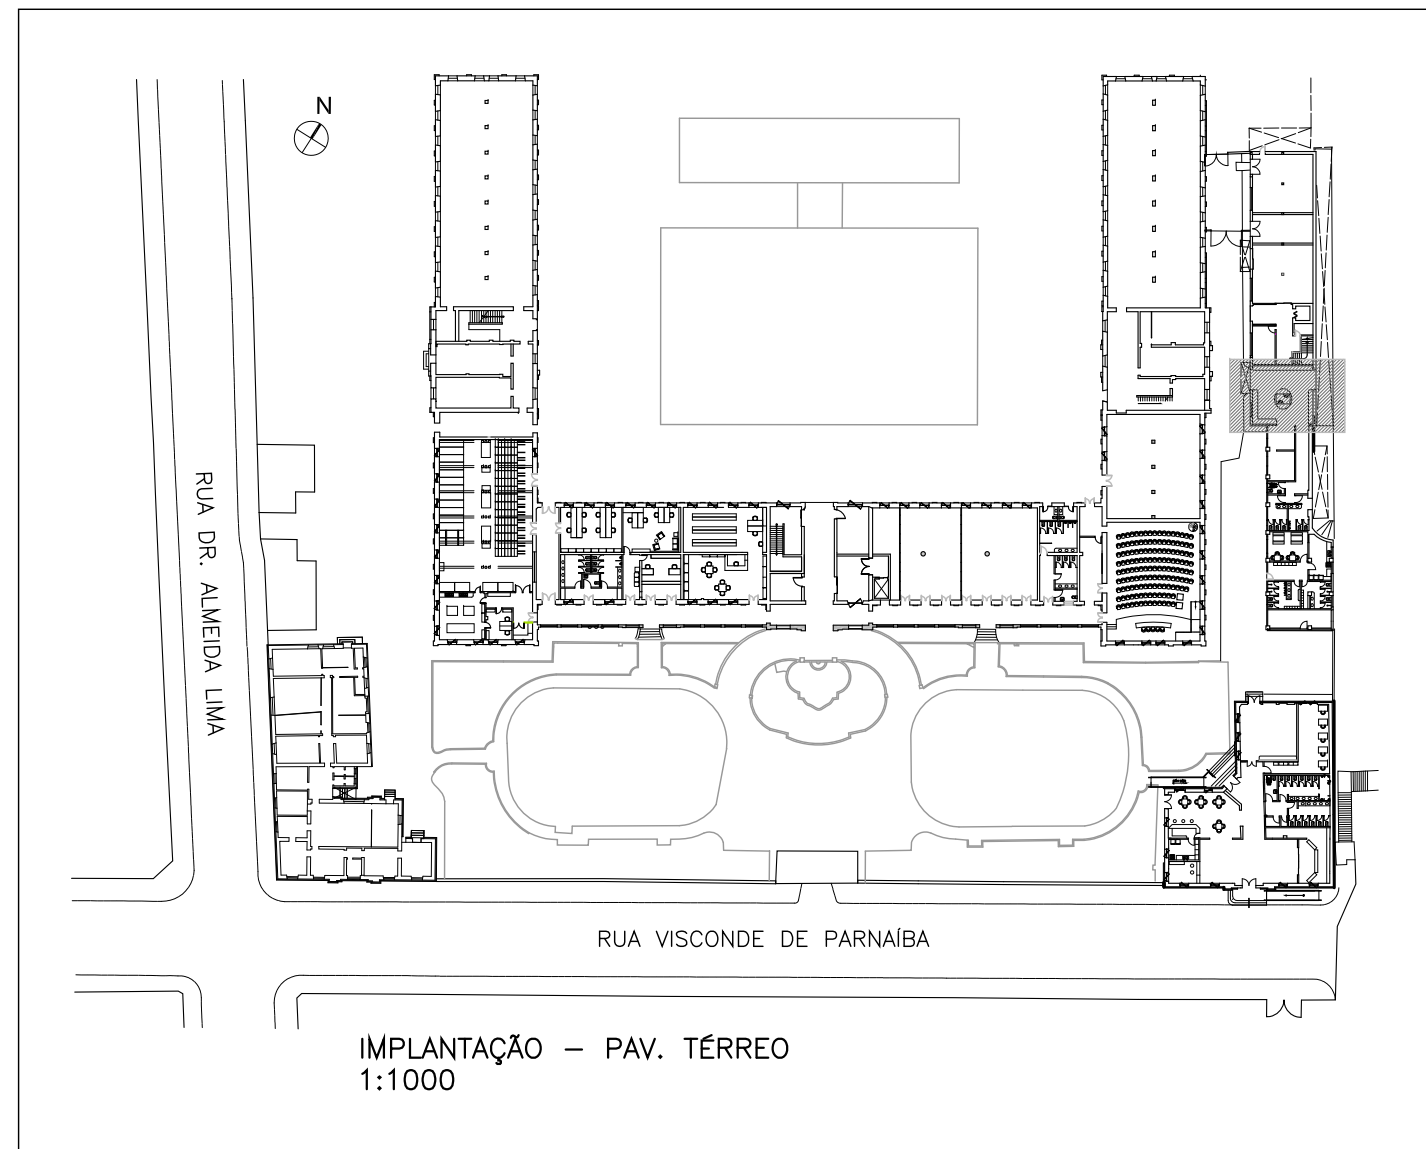 N
RUA DR. ALMEIDA LIMA
RUA VISCONDE DE PARNAÍBA
IMPLANTAÇÃO – PAV. TÉRREO
1:1000